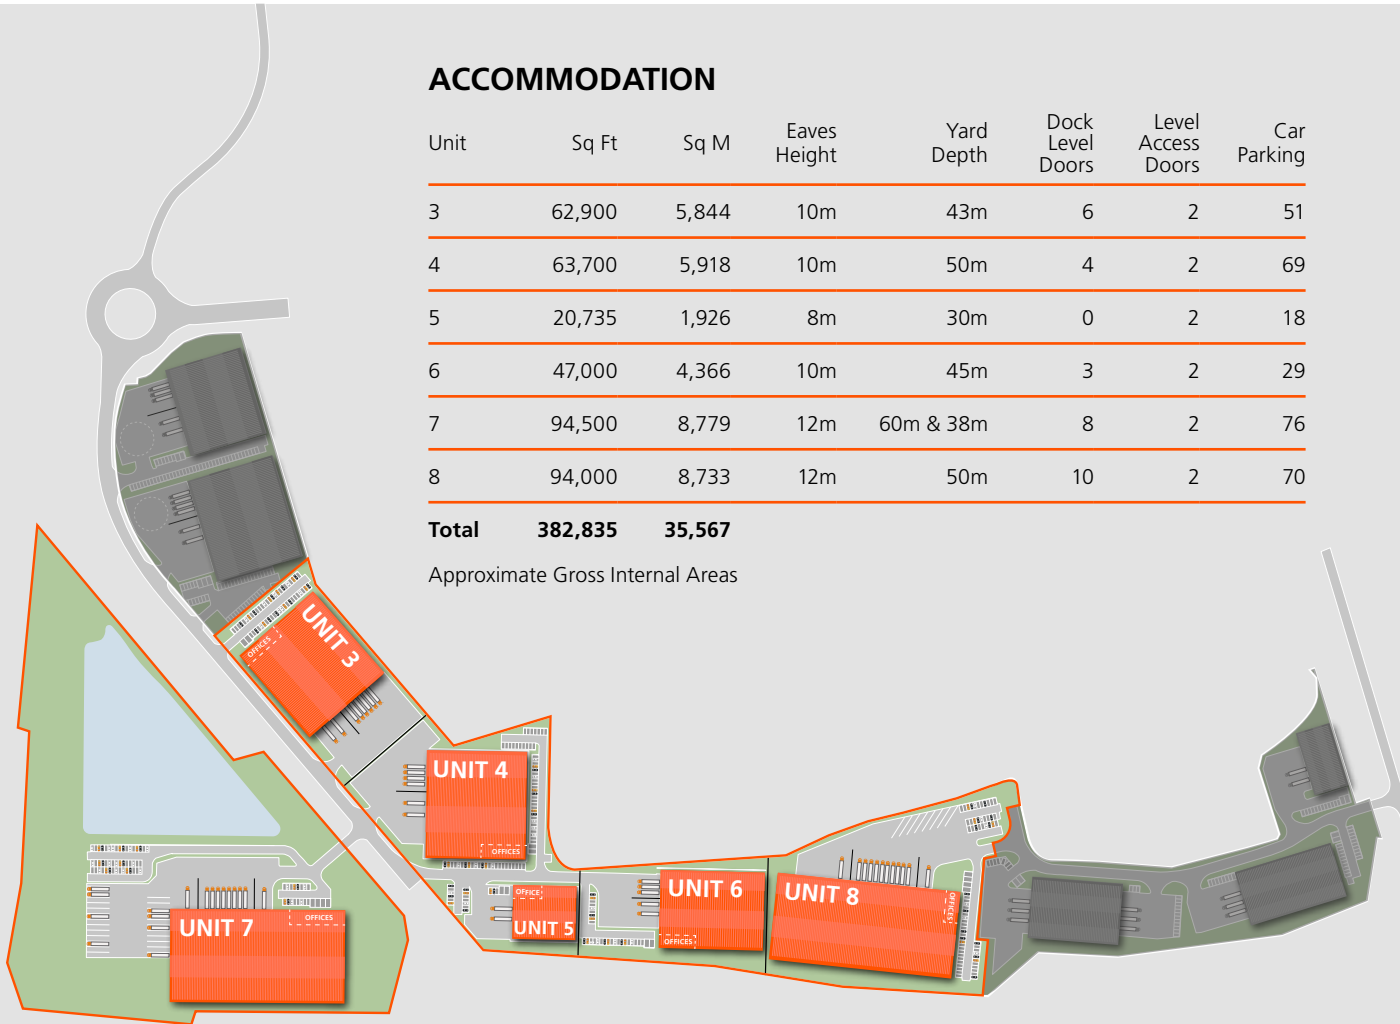 ACCOMMODATION
Unit Sq Ft Sq M Eaves Height Yard Depth Dock Level Doors Level Access Doors Car Parking
3 62,900 5,844 10m 43m 6 2 51
4 63,700 5,918 10m 50m 4 2 69
5 20,735 1,926 8m 30m 0 2 18
6 47,000 4,366 10m 45m 3 2 29
7 94,500 8,779 12m 60m & 38m 8 2 76
8 94,000 8,733 12m 50m 10 2 70
Total 382,835 35,567
Approximate Gross Internal Areas
UNIT 3
OFFICES
UNIT 4
OFFICES
OFFICE
UNIT 5
UNIT 6
OFFICES
UNIT 8
OFFICES
UNIT 7
OFFICES